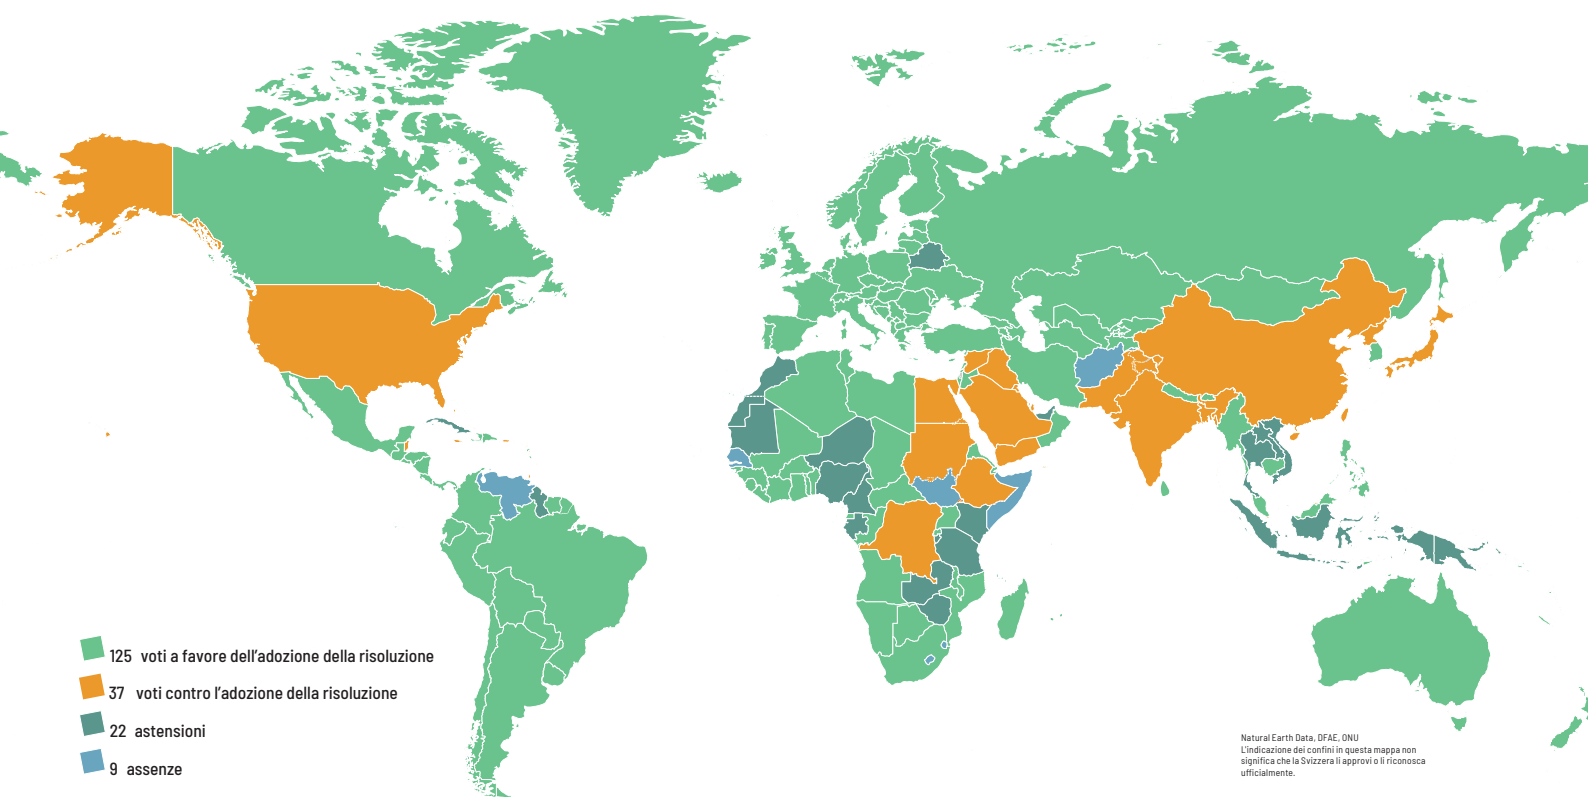 125 voti a favore dell'adozione della risoluzione
37 voti contro l'adozione della risoluzione
22 astensioni
9 assenze
Natural Earth Data, DFAE, ONU
L'indicazione dei confini in questa mappa non
significa che la Svizzera li approvi o li riconosca
ufficialmente.